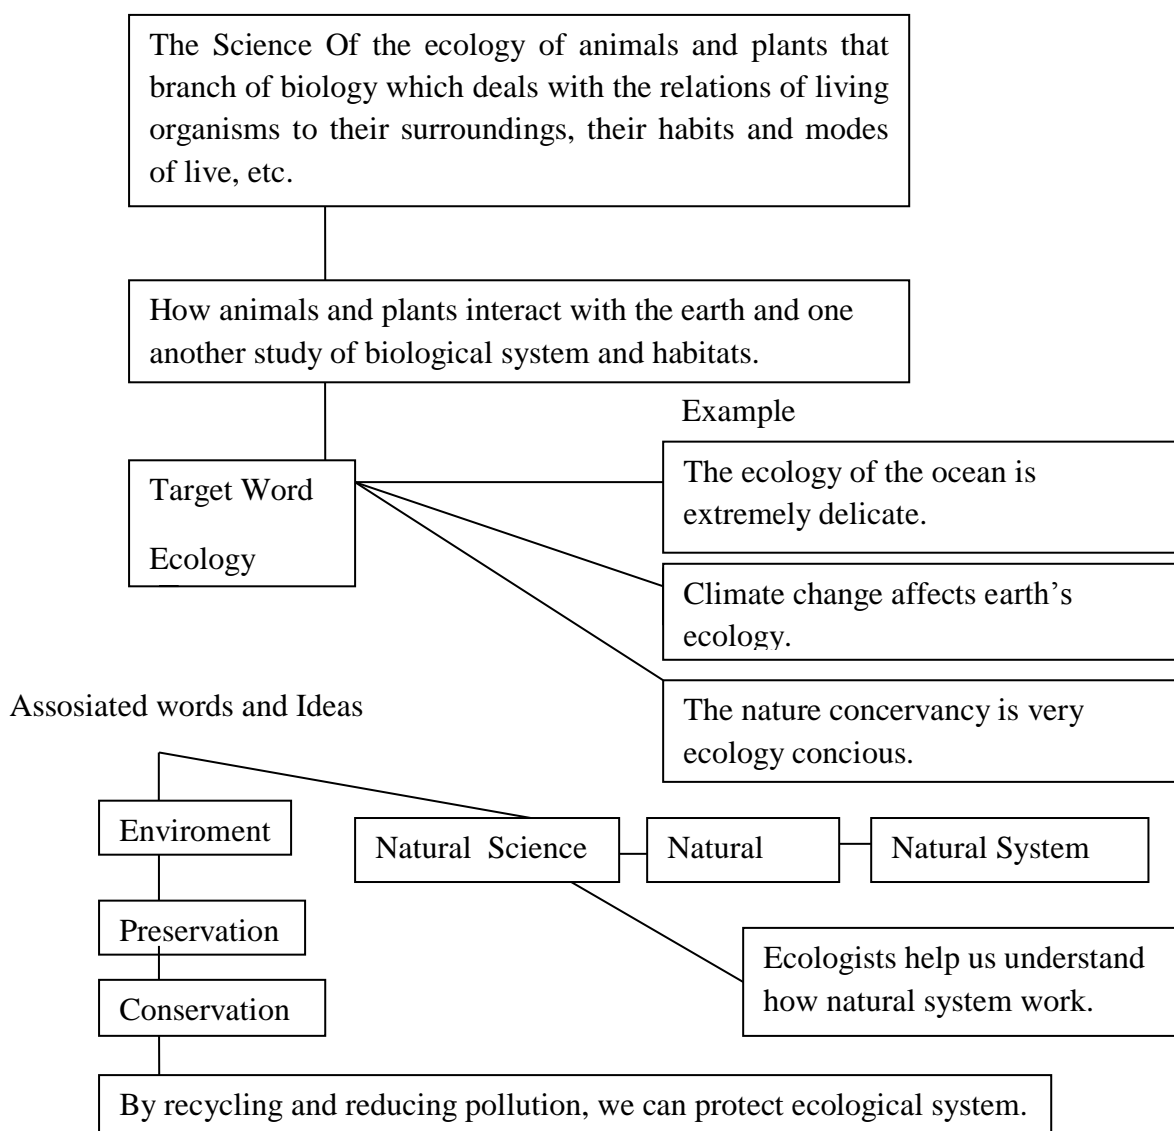 The Science Of the ecology of animals and plants that
branch of biology which deals with the relations of living
organisms to their surroundings, their habits and modes
of live, etc.
How animals and plants interact with the earth and one
another study of biological system and habitats.
Example
Target Word
Ecology
The ecology of the ocean is
extremely delicate.
Climate change affects earth’s
ecology.
The nature concervancy is very
ecology concious.
Assosiated words and Ideas
Enviroment
Natural Science
Natural
Natural System
Preservation
Conservation
Ecologists help us understand
how natural system work.
By recycling and reducing pollution, we can protect ecological system.